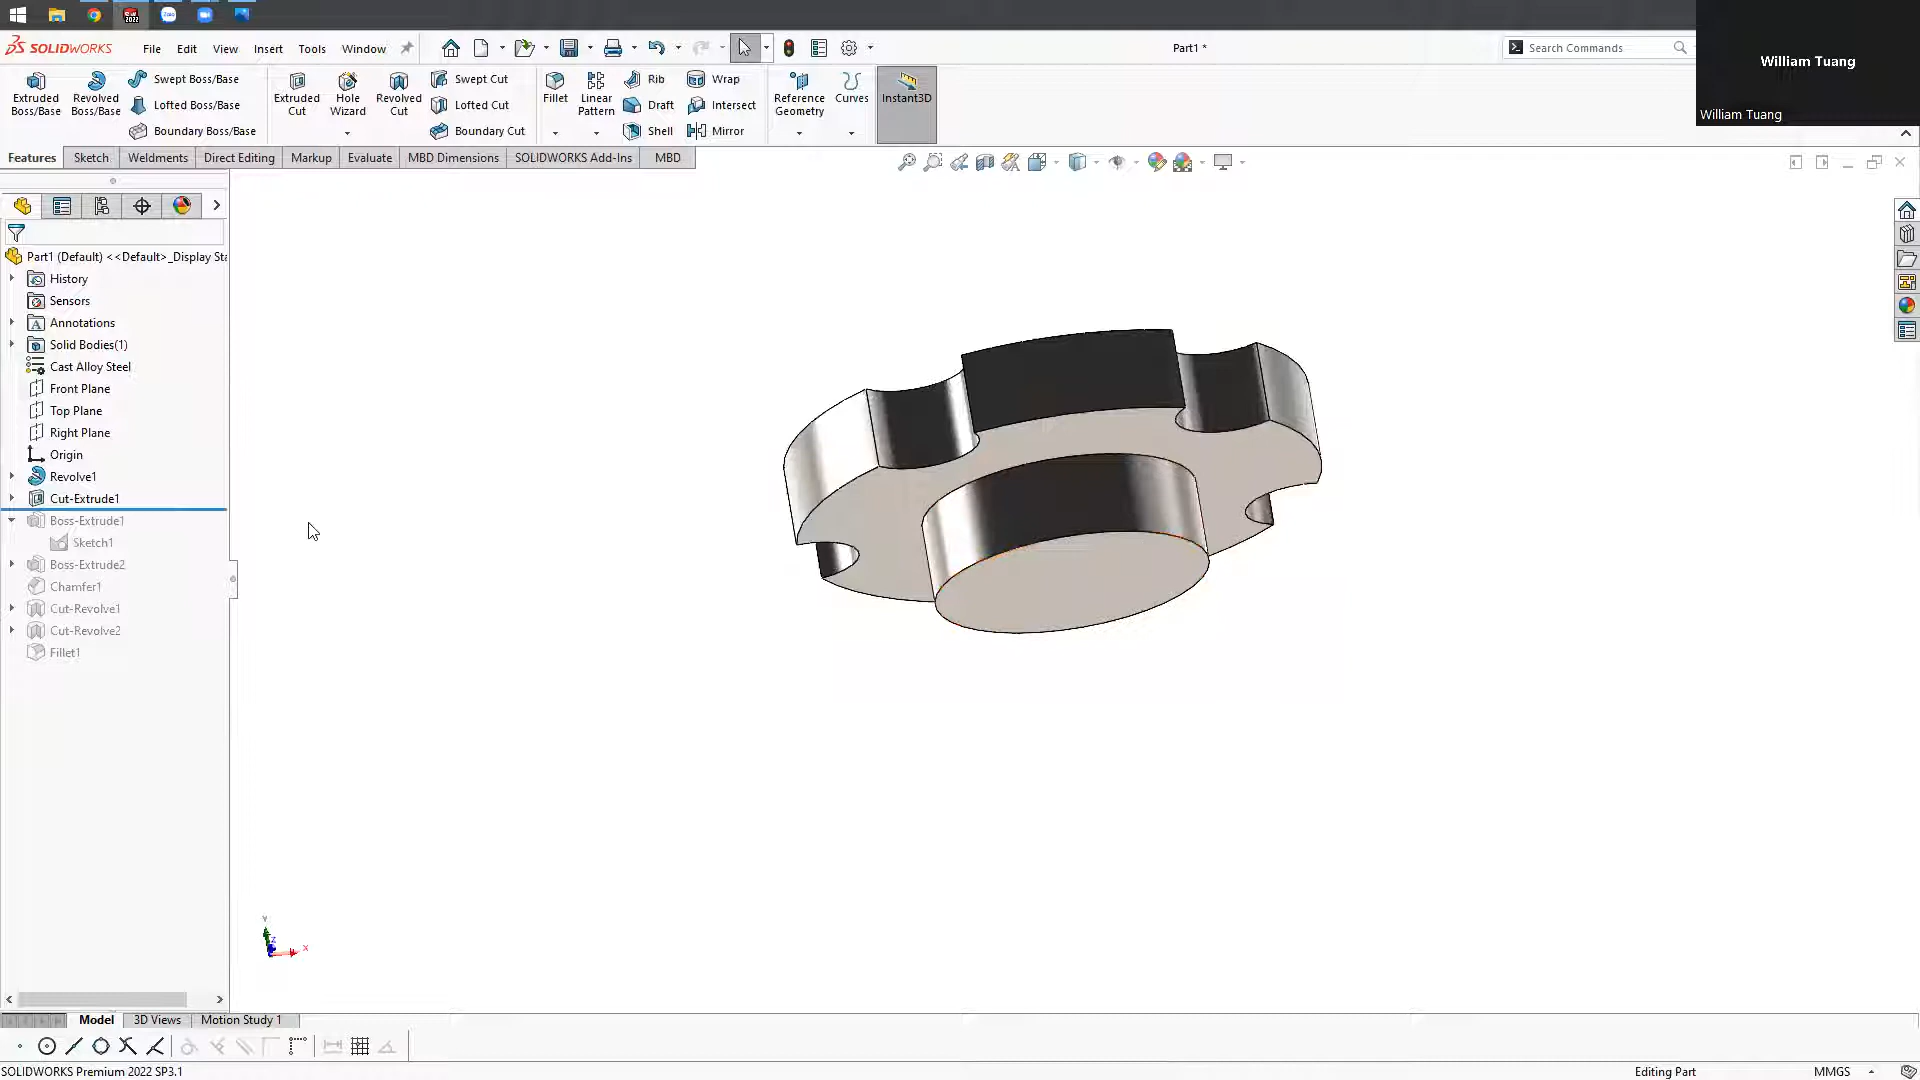 SOLIDWORKS
File Edit View Insert Tools Window
Part1 *
Search Commands
William Tuang
William Tuang
Extruded Boss/Base
Revolved Boss/Base
Swept Boss/Base
Lofted Boss/Base
Boundary Boss/Base
Extruded Cut
Hole Wizard
Revolved Cut
Swept Cut
Lofted Cut
Boundary Cut
Fillet
Linear Pattern
Rib
Draft
Shell
Wrap
Intersect
Mirror
Reference Geometry
Curves
Instant3D
Features Sketch Weldments Direct Editing Markup Evaluate MBD Dimensions SOLIDWORKS Add-Ins MBD
Part1 (Default) <<Default>_Display Sta
History
Sensors
Annotations
Solid Bodies(1)
Cast Alloy Steel
Front Plane
Top Plane
Right Plane
Origin
Revolve1
Cut-Extrude1
Boss-Extrude1
Sketch1
Boss-Extrude2
Chamfer1
Cut-Revolve1
Cut-Revolve2
Fillet1
Y
Z
X
Model 3D Views Motion Study 1
SOLIDWORKS Premium 2022 SP3.1
Editing Part
MMGS